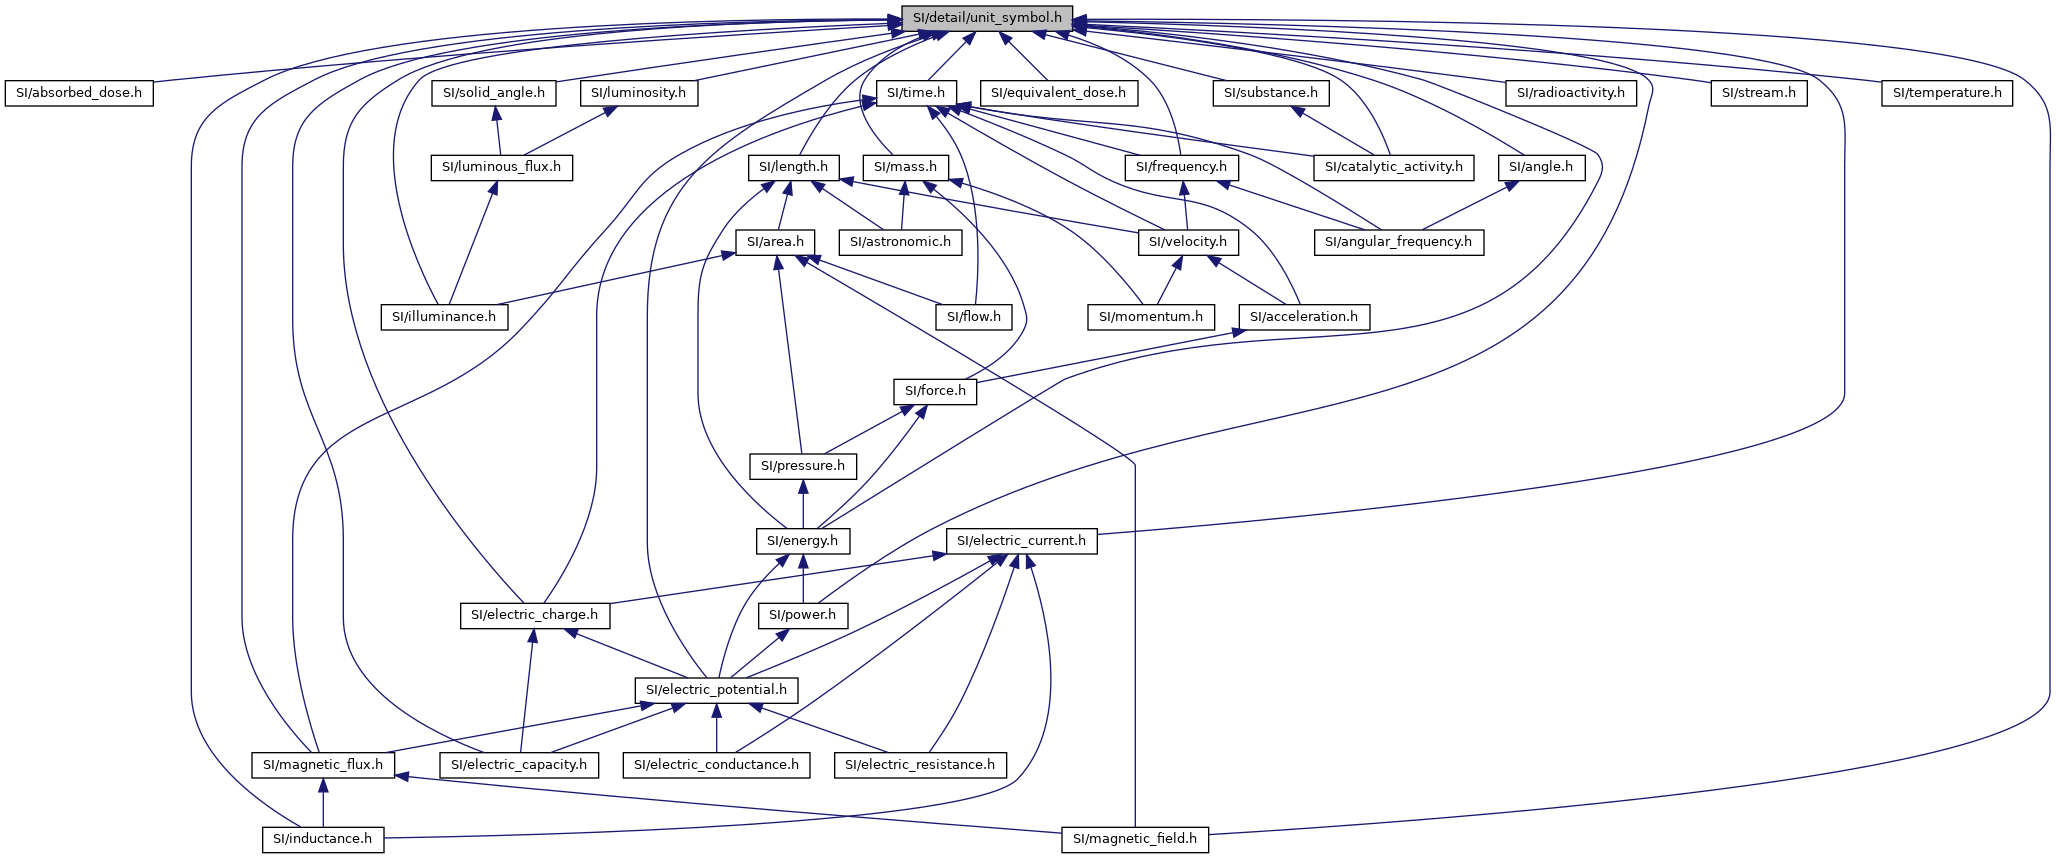 SI/detail/unit_symbol.h
SI/absorbed_dose.h
SI/solid_angle.h
SI/luminosity.h
SI/time.h
SI/equivalent_dose.h
SI/substance.h
SI/radioactivity.h
SI/stream.h
SI/temperature.h
SI/luminous_flux.h
SI/length.h
SI/mass.h
SI/frequency.h
SI/catalytic_activity.h
SI/angle.h
SI/area.h
SI/astronomic.h
SI/velocity.h
SI/angular_frequency.h
SI/illuminance.h
SI/flow.h
SI/momentum.h
SI/acceleration.h
SI/force.h
SI/pressure.h
SI/energy.h
SI/electric_current.h
SI/electric_charge.h
SI/power.h
SI/electric_potential.h
SI/magnetic_flux.h
SI/electric_capacity.h
SI/electric_conductance.h
SI/electric_resistance.h
SI/inductance.h
SI/magnetic_field.h